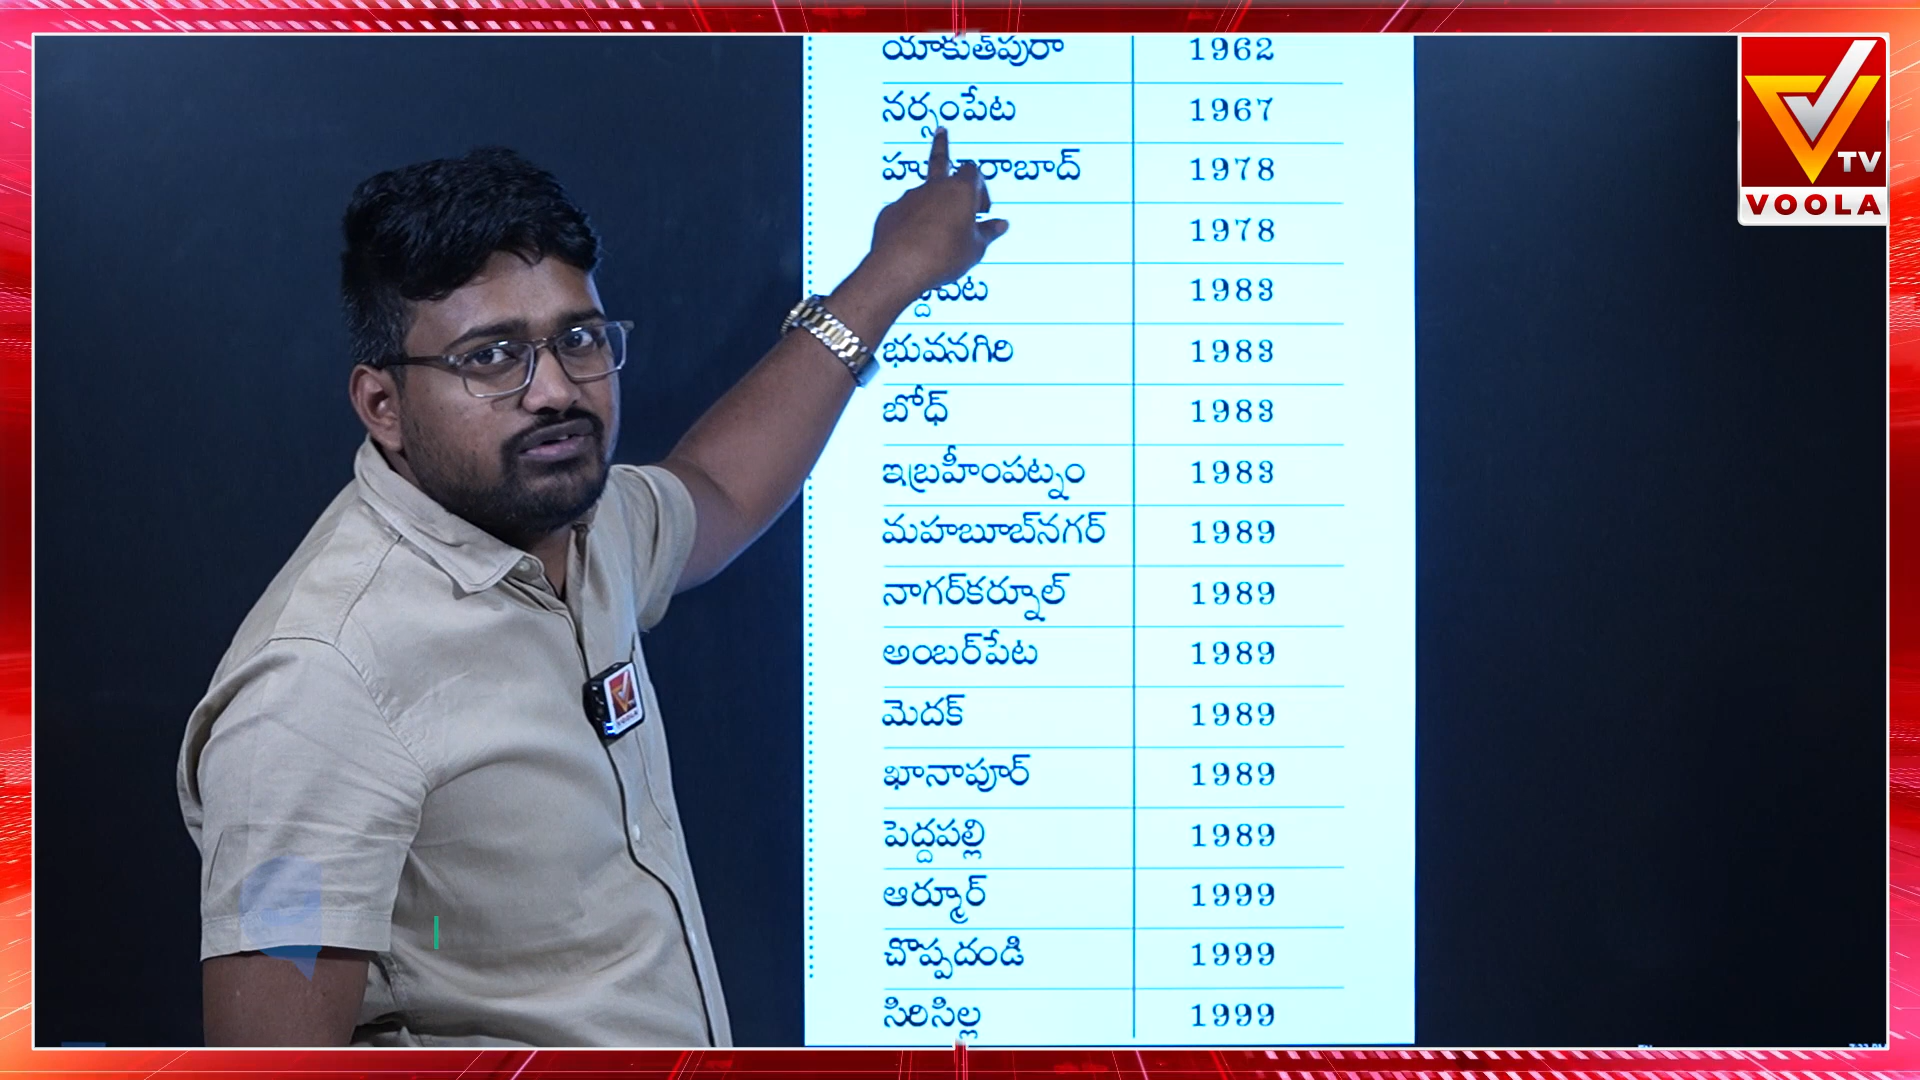 యాకుత్‌పురా 1962
నర్సంపేట 1967
1978
1978
1983
భువనగిరి 1983
బోధ్ 1983
ఇబ్రహీంపట్నం 1983
మహబూబ్‌నగర్ 1989
నాగర్‌కర్నూల్ 1989
అంబర్‌పేట 1989
మెదక్ 1989
ఖానాపూర్ 1989
పెద్దపల్లి 1989
ఆర్మూర్ 1999
చొప్పదండి 1999
సిరిసిల్ల 1999
TV
VOOLA